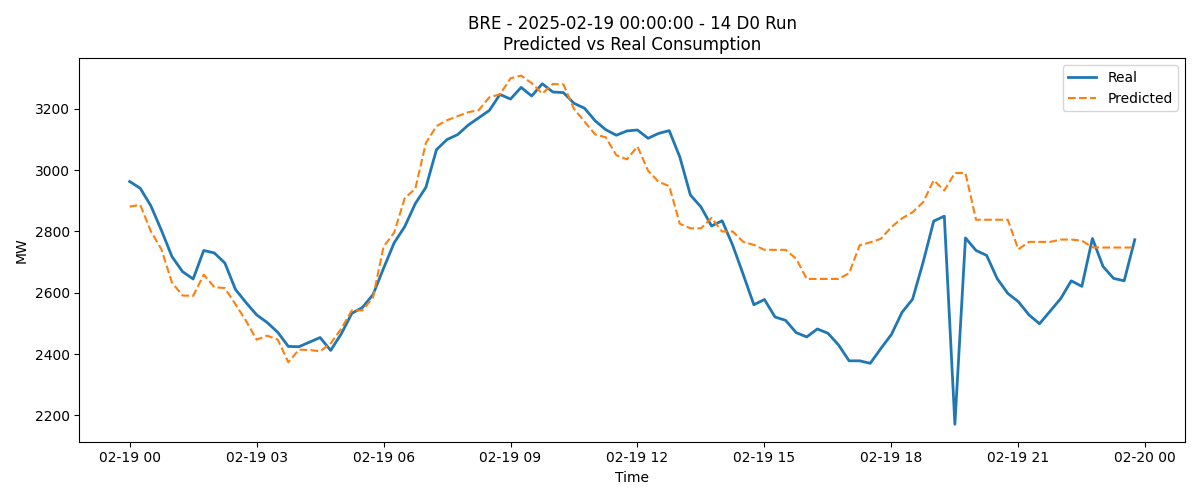 BRE - 2025-02-19 00:00:00 - 14 D0 Run
Predicted vs Real Consumption
Real
Predicted
MW
3200
3000
2800
2600
2400
2200
02-19 00
02-19 03
02-19 06
02-19 09
02-19 12
02-19 15
02-19 18
02-19 21
02-20 00
Time